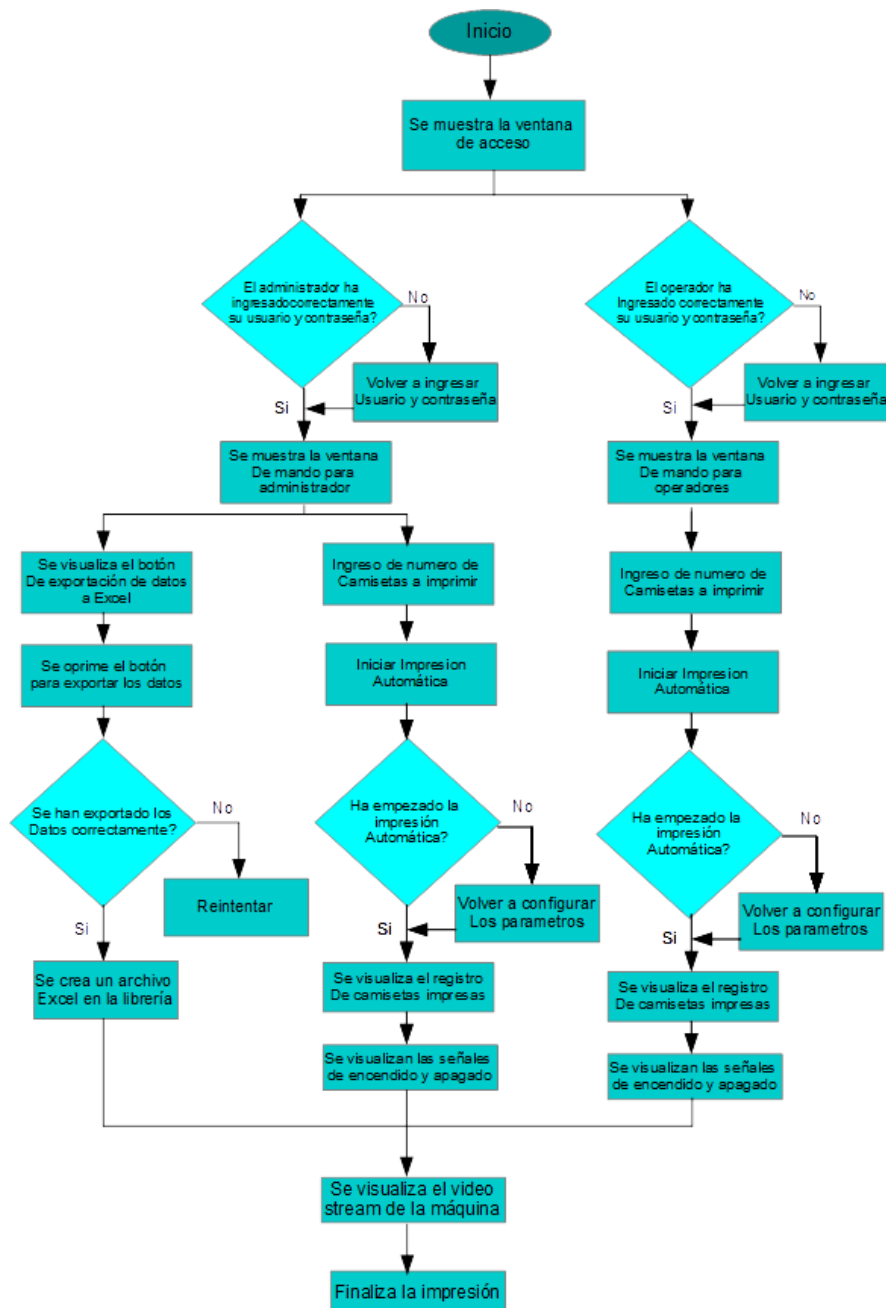 Inicio
Se muestra la ventana
de acceso
El administrador ha
ingresadocorrectamente
su usuario y contraseña?
No
El operador ha
Ingresado correctamente
su usuario y contraseña?
No
Volver a ingresar
Usuario y contraseña
Si
Volver a ingresar
Usuario y contraseña
Si
Se muestra la ventana
De mando para
administrador
Se muestra la ventana
De mando para
operadores
Se visualiza el botón
De exportación de datos
a Excel
Ingreso de numero de
Camisetas a imprimir
Ingreso de numero de
Camisetas a imprimir
Se oprime el botón
para exportar los datos
Iniciar Impresion
Automática
Iniciar Impresion
Automática
Se han exportado los
Datos correctamente?
No
Ha empezado la
impresión
Automática?
No
Ha empezado la
impresión
Automática?
No
Reintentar
Volver a configurar
Los parametros
Volver a configurar
Los parametros
Si
Si
Si
Se crea un archivo
Excel en la librería
Se visualiza el registro
De camisetas impresas
Se visualiza el registro
De camisetas impresas
Se visualizan las señales
de encendido y apagado
Se visualizan las señales
de encendido y apagado
Se visualiza el video
stream de la máquina
Finaliza la impresión